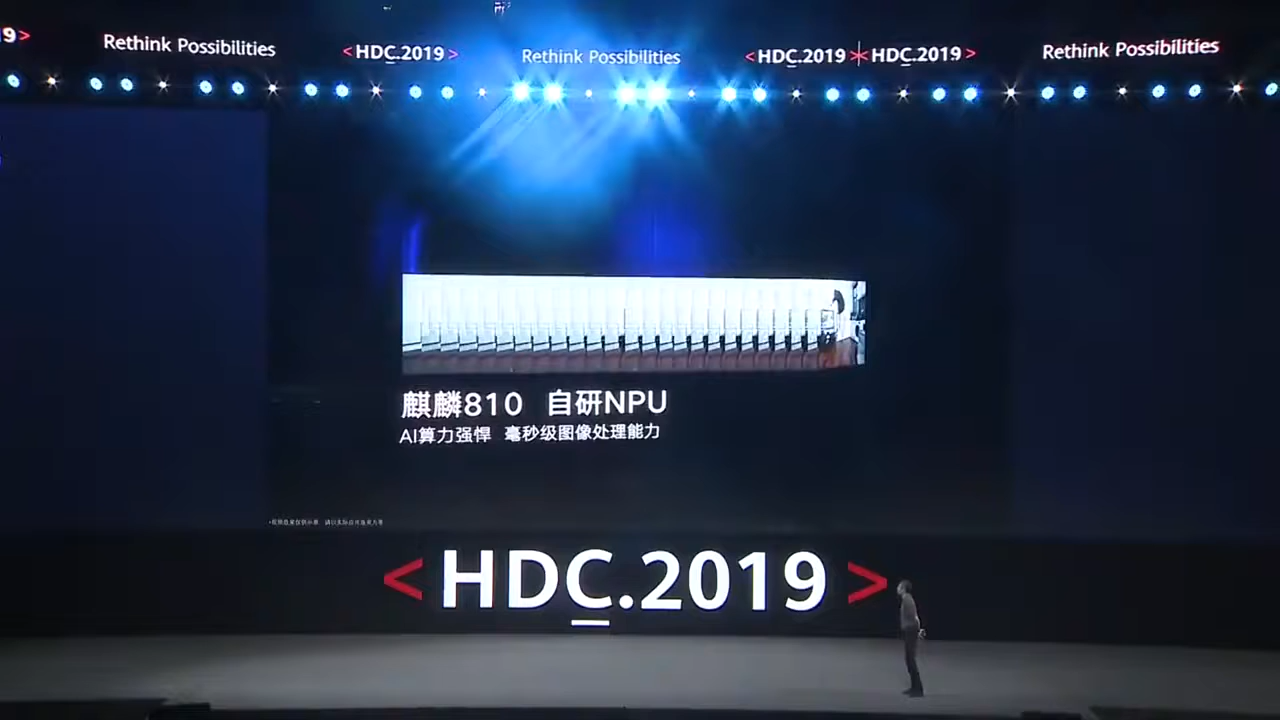 9>
Rethink Possibilities
<HDC.2019>
Rethink Possibilities
<HDC.2019>
<HDC.2019>
Rethink Possibilities
麒麟810 自研NPU
AI算力强悍 毫秒级图像处理能力
<HDC.2019>